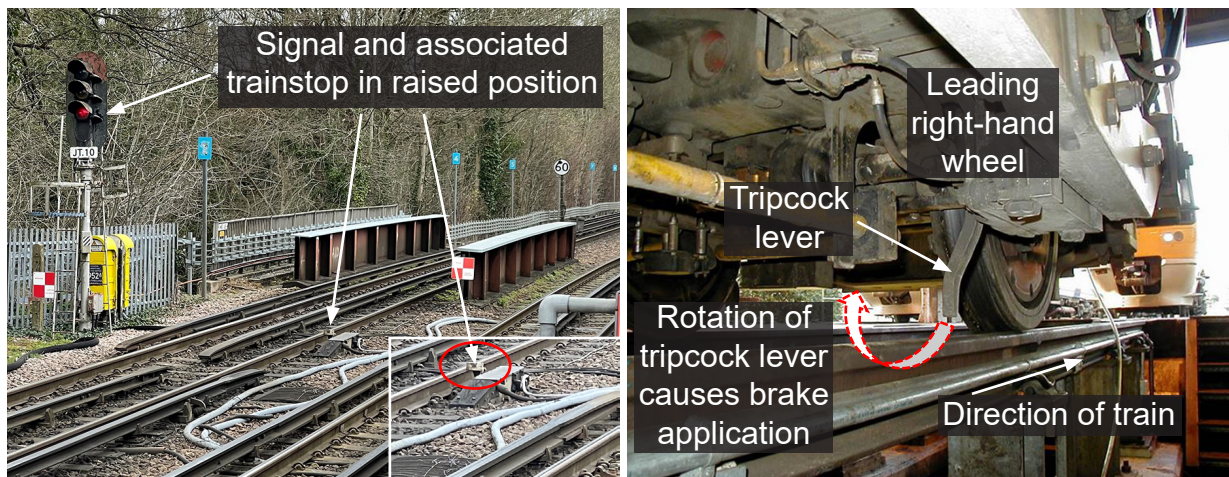 Signal and associated
trainstop in raised position
JT.10
60
Leading
right-hand
wheel
Tripcock
lever
Rotation of
tripcock lever
causes brake
application
Direction of train